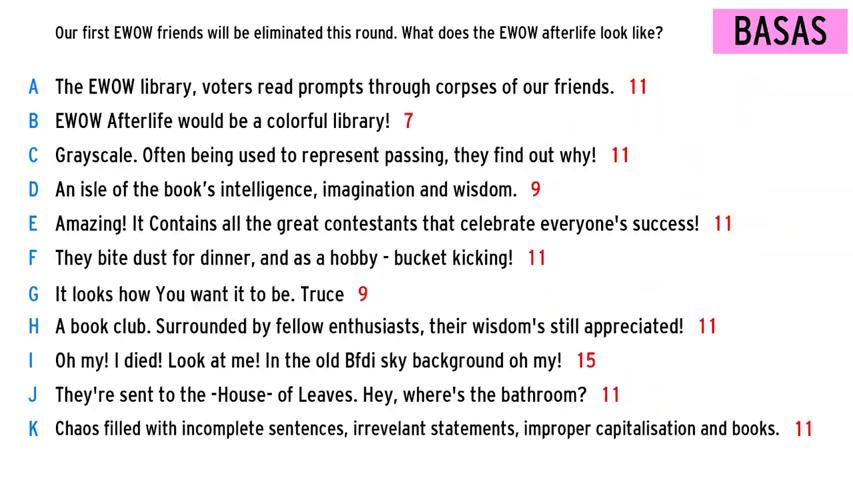 Our first EWOW friends will be eliminated this round. What does the EWOW afterlife look like?
BASAS
A The EWOW library, voters read prompts through corpses of our friends. 11
B EWOW Afterlife would be a colorful library! 7
C Grayscale. Often being used to represent passing, they find out why! 11
D An isle of the book’s intelligence, imagination and wisdom. 9
E Amazing! It Contains all the great contestants that celebrate everyone's success! 11
F They bite dust for dinner, and as a hobby - bucket kicking! 11
G It looks how You want it to be. Truce 9
H A book club. Surrounded by fellow enthusiasts, their wisdom's still appreciated! 11
I Oh my! I died! Look at me! In the old Bfdi sky background oh my! 15
J They're sent to the -House- of Leaves. Hey, where's the bathroom? 11
K Chaos filled with incomplete sentences, irrevelant statements, improper capitalisation and books. 11